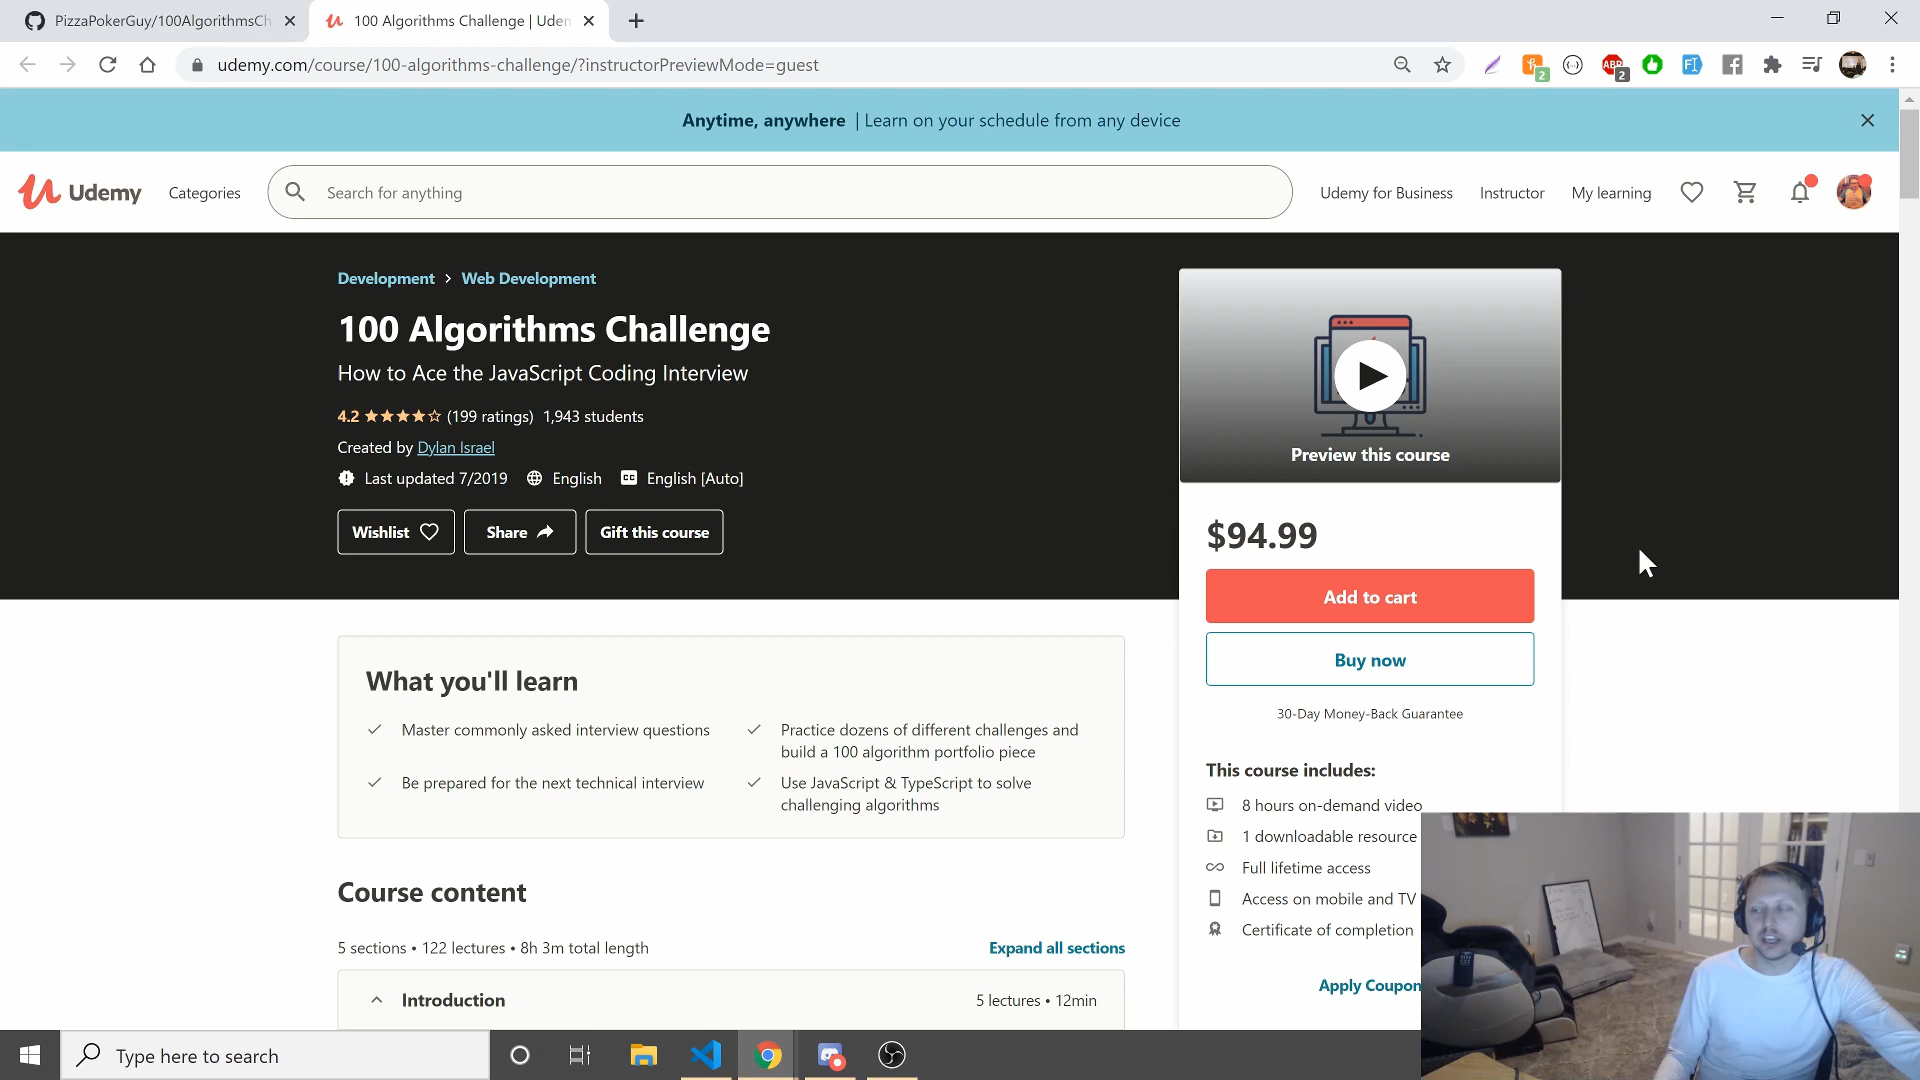 PizzaPokerGuy/100AlgorithmsCh
100 Algorithms Challenge | Uden
udemy.com/course/100-algorithms-challenge/?instructorPreviewMode=guest
2
ABP
2
Anytime, anywhere | Learn on your schedule from any device
Udemy
Categories
Search for anything
Udemy for Business
Instructor
My learning
Development > Web Development
100 Algorithms Challenge
How to Ace the JavaScript Coding Interview
4.2 (199 ratings) 1,943 students
Created by Dylan Israel
Last updated 7/2019 English CC English [Auto]
Wishlist
Share
Gift this course
Preview this course
$94.99
Add to cart
Buy now
30-Day Money-Back Guarantee
This course includes:
8 hours on-demand video
1 downloadable resource
Full lifetime access
Access on mobile and TV
Certificate of completion
Apply Coupon
What you'll learn
Master commonly asked interview questions
Practice dozens of different challenges and
build a 100 algorithm portfolio piece
Be prepared for the next technical interview
Use JavaScript & TypeScript to solve
challenging algorithms
Course content
5 sections • 122 lectures • 8h 3m total length
Expand all sections
Introduction
5 lectures • 12min
Type here to search